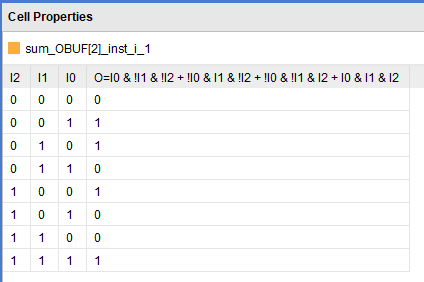 Cell Properties
sum_OBUF[2]_inst_i_1
I2 I1 I0 O=I0 & !I1 & !I2 + !I0 & I1 & !I2 + !I0 & !I1 & I2 + I0 & I1 & I2
0 0 0 0
0 0 1 1
0 1 0 1
0 1 1 0
1 0 0 1
1 0 1 0
1 1 0 0
1 1 1 1